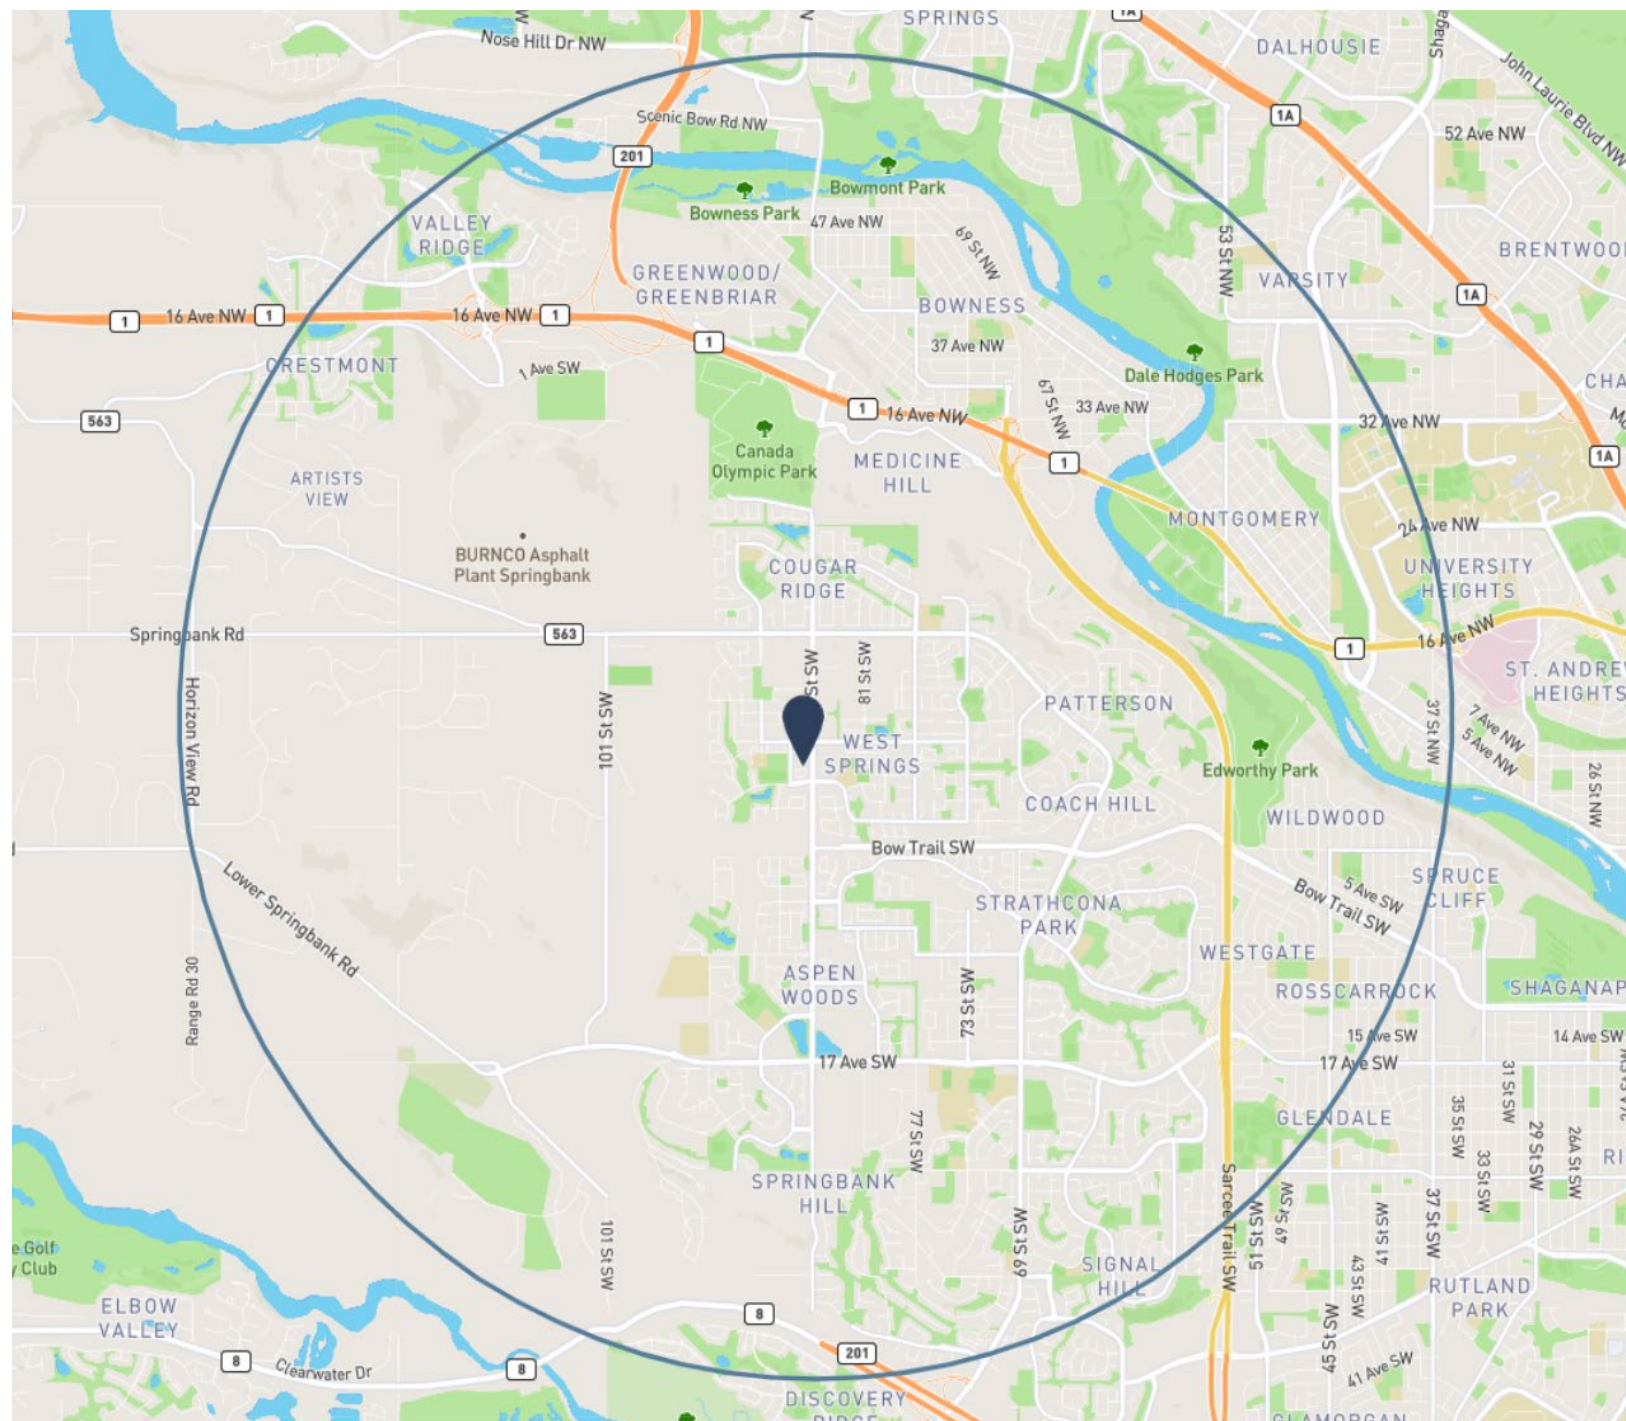 SPRINGS
1A
DALHOUSIE
Nose Hill Dr NW
John Laurie Blvd NW
Scenic Bow Rd NW
1A
52 Ave NW
201
Bowmont Park
Bowness Park
47 Ave NW
VALLEY
RIDGE
69 St NW
53 St NW
BRENTWOO
GREENWOOD/
GREENBRIAR
VARSITY
BOWNESS
1A
1
16 Ave NW
1
16 Ave NW
1
1
37 Ave NW
CRESTMONT
1 Ave SW
Dale Hodges Park
CHA
67 St NW
33 Ave NW
563
1
16 Ave NW
32 Ave NW
Canada
Olympic Park
MEDICINE
HILL
1
1A
ARTISTS
VIEW
MONTGOMERY
24 Ave NW
BURNCO Asphalt
Plant Springbank
COUGAR
RIDGE
UNIVERSITY
HEIGHTS
Springbank Rd
563
1
16 Ave NW
St SW
81 St SW
ST. ANDREW
HEIGHTS
Horizon View Rd
101 St SW
PATTERSON
37 St NW
7 Ave NW
5 Ave NW
WEST
SPRINGS
Edworthy Park
26 St NW
COACH HILL
WILDWOOD
Bow Trail SW
Lower Springbank Rd
5 Ave SW
SPRUCE
CLIFF
Bow Trail SW
STRATHCONA
PARK
WESTGATE
Range Rd 30
ASPEN
WOODS
73 St SW
ROSSCARROCK
SHAGANAP
15 Ave SW
14 Ave SW
17 Ave SW
17 Ave SW
31 St SW
77 St SW
GLENDALE
35 St SW
29 St SW
26A St SW
33 St SW
RI
SPRINGBANK
HILL
Sarcee Trail SW
51 St SW
49 St SW
41 St SW
37 St SW
101 St SW
69 St SW
e Golf
y Club
SIGNAL
HILL
43 St SW
RUTLAND
PARK
ELBOW
VALLEY
8
45 St SW
8
Clearwater Dr
8
201
41 Ave SW
DISCOVERY
RIDGE
GLAMORGAN